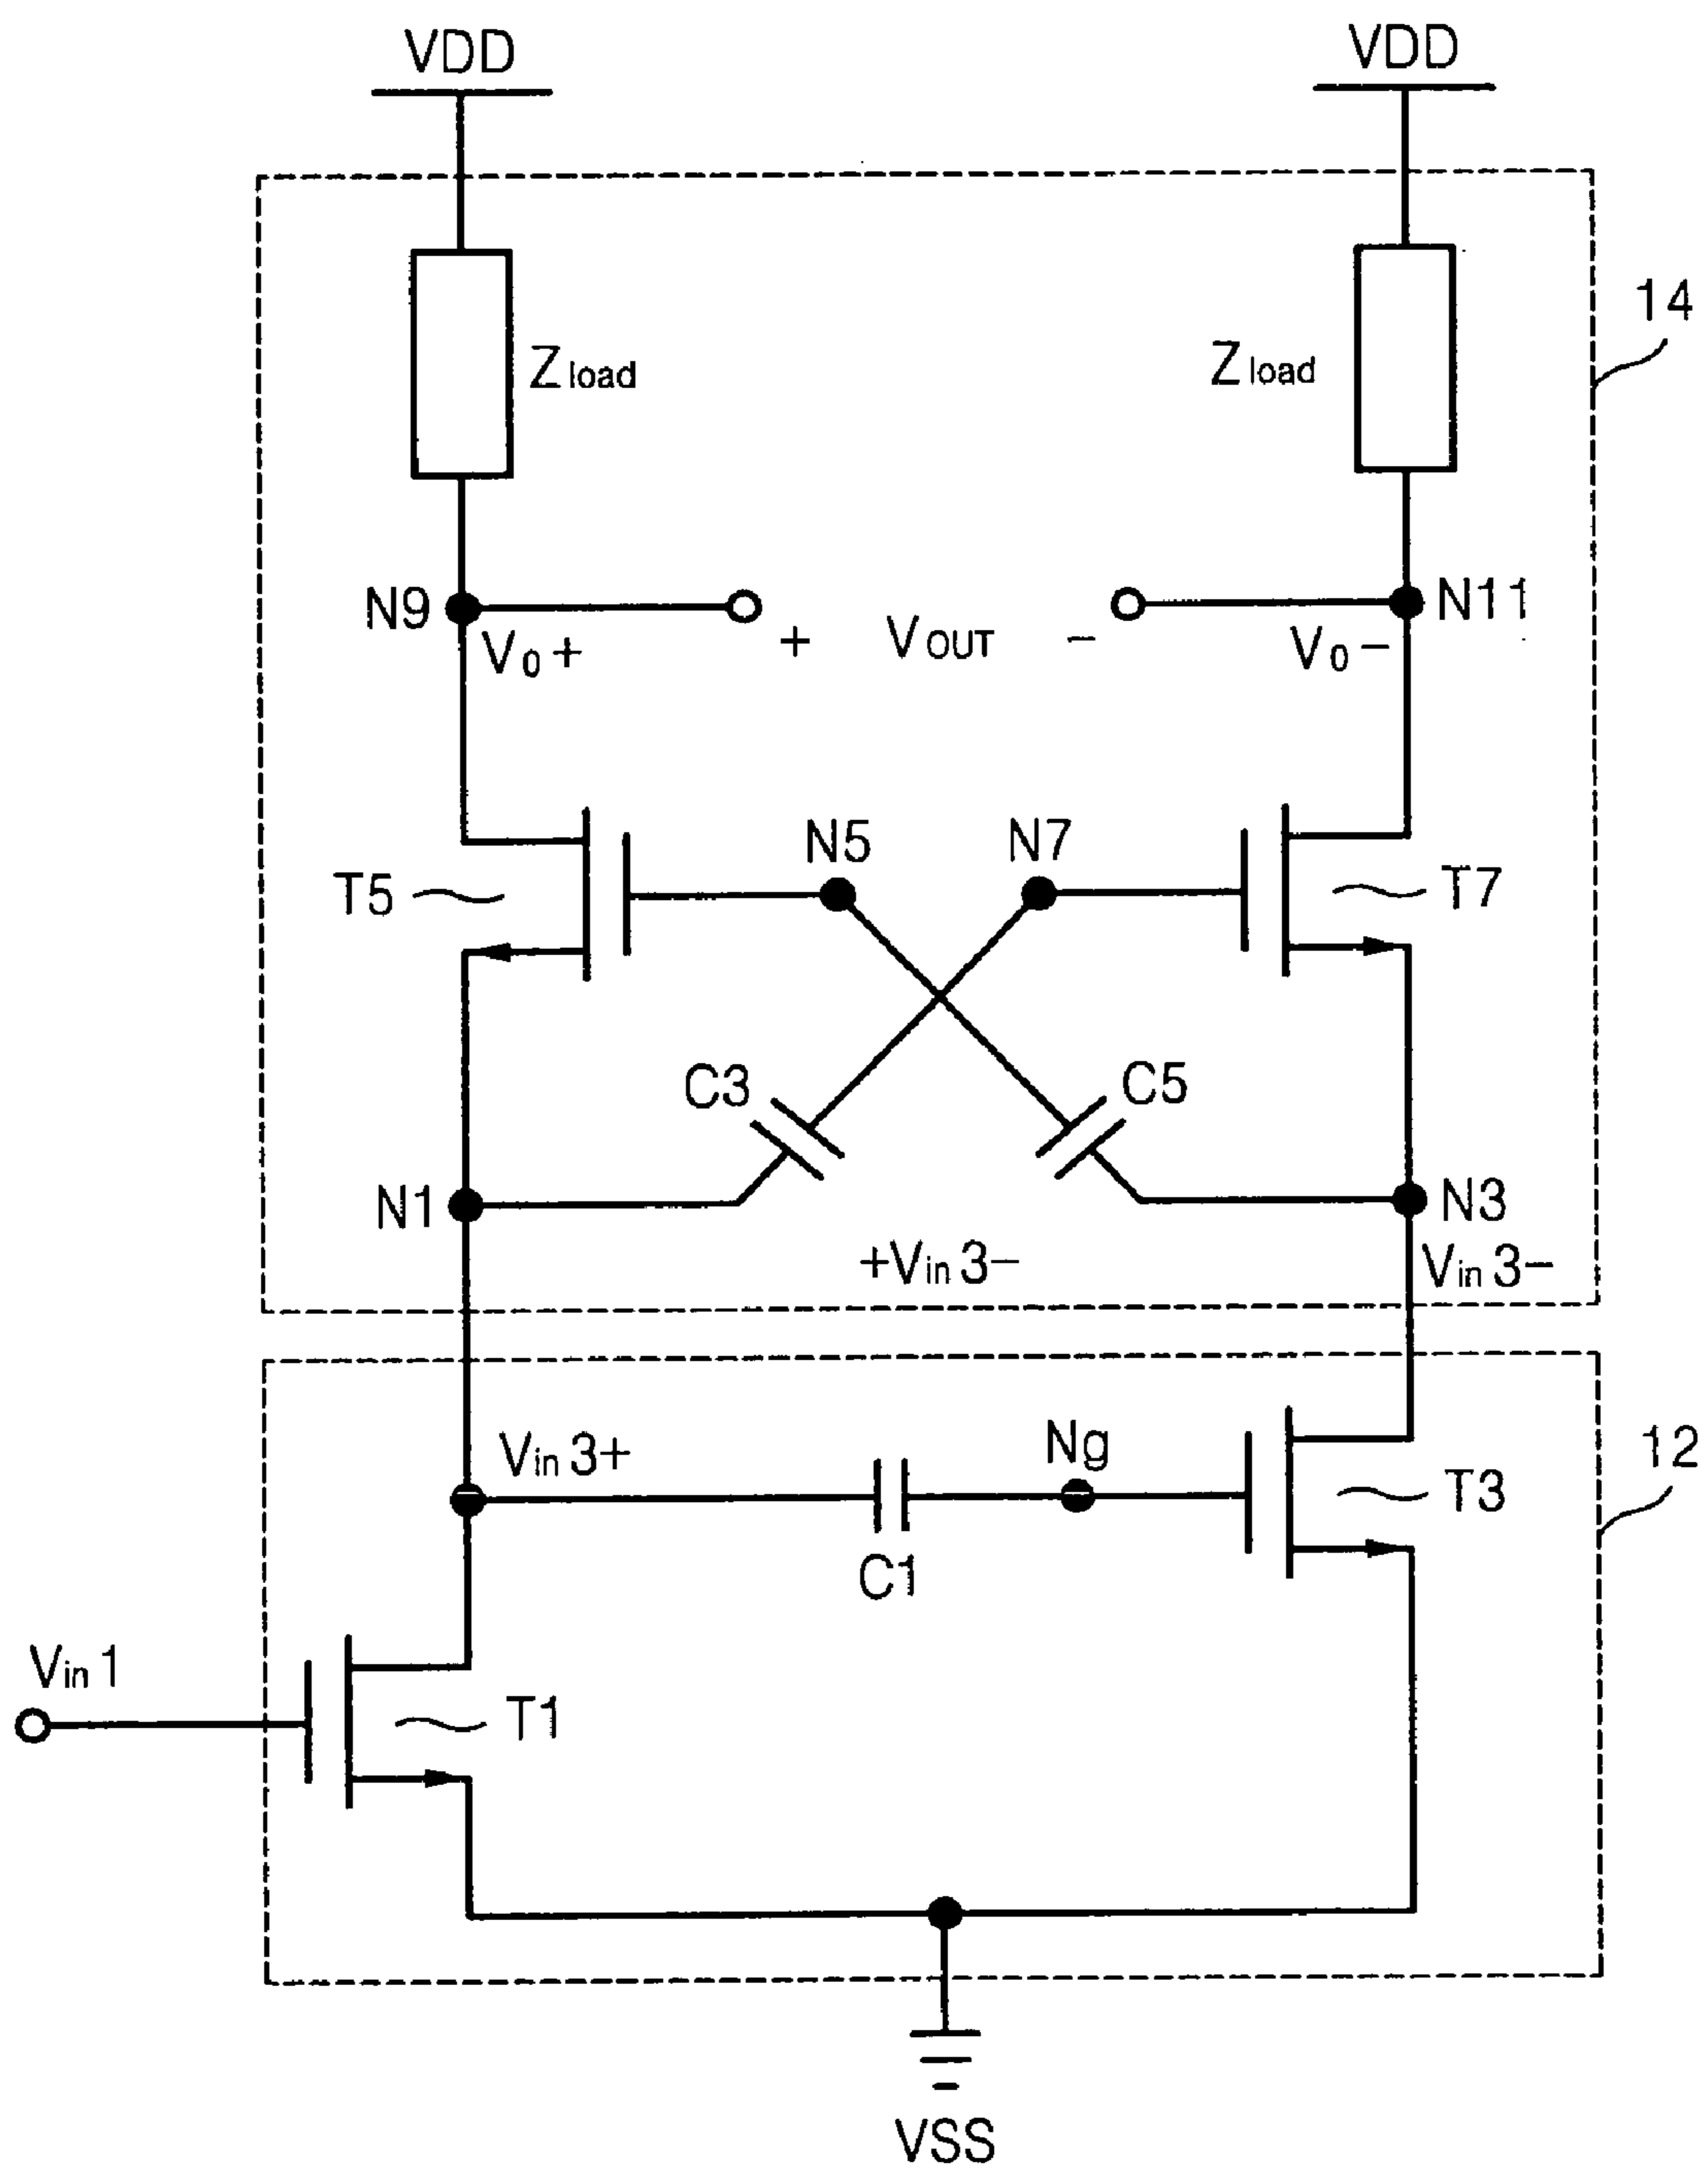 VDD
VDD
14
Zload
Zload
N9
N11
V0+
+
VOUT
−
V0−
N5
N7
T5
T7
C3
C5
N1
N3
+Vin3−
Vin3−
Vin3+
Ng
12
T3
C1
Vin1
T1
VSS